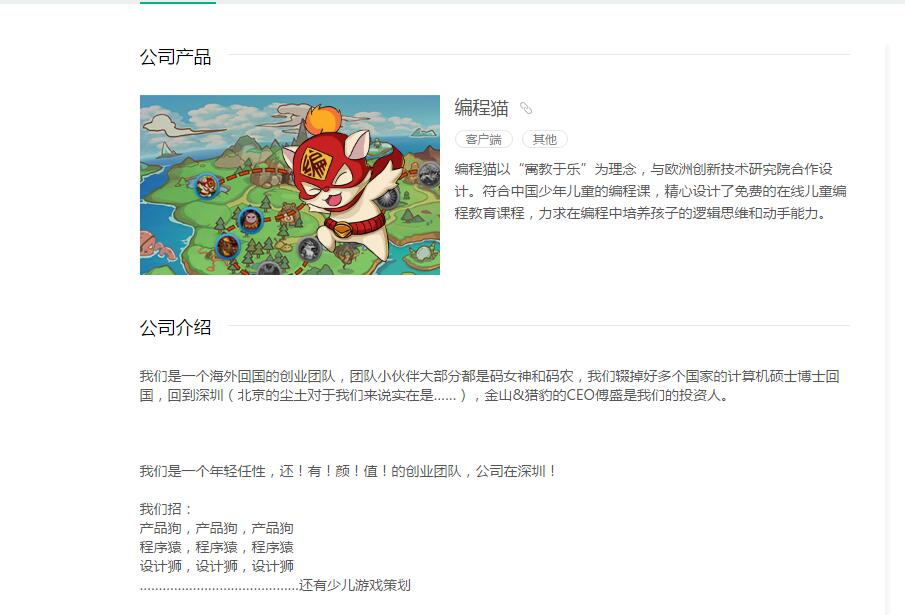 公司产品
编
编程猫
客户端 其他
编程猫以“寓教于乐”为理念，与欧洲创新技术研究院合作设
计。符合中国少年儿童的编程课，精心设计了免费的在线儿童编
程教育课程，力求在编程中培养孩子的逻辑思维和动手能力。
公司介绍
我们是一个海外回国的创业团队，团队小伙伴大部分都是码女神和码农，我们辍掉好多个国家的计算机硕士博士回
国，回到深圳（北京的尘土对于我们来说实在是......），金山&猎豹的CEO傅盛是我们的投资人。
我们是一个年轻任性，还！有！颜！值！的创业团队，公司在深圳！
我们招：
产品狗，产品狗，产品狗
程序猿，程序猿，程序猿
设计狮，设计狮，设计狮
.........................................还有少儿游戏策划